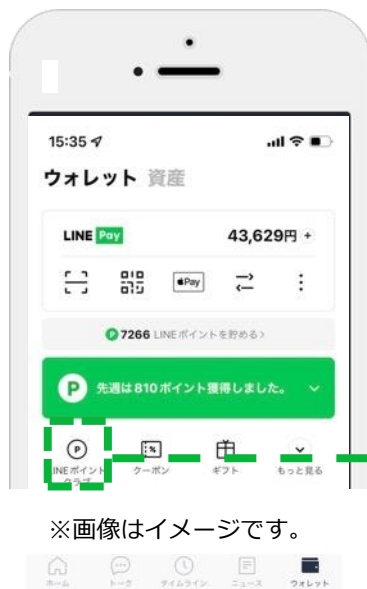 15:35
ウォレット 資産
LINE Pay 43,629円 +
Pay
P 7266 LINEポイントを貯める>
P 先週は810ポイント獲得しました。
P
LINEポイント クーポン ギフト もっと見る
クラブ
※画像はイメージです。
ホーム トーク タイムライン ニュース ウォレット